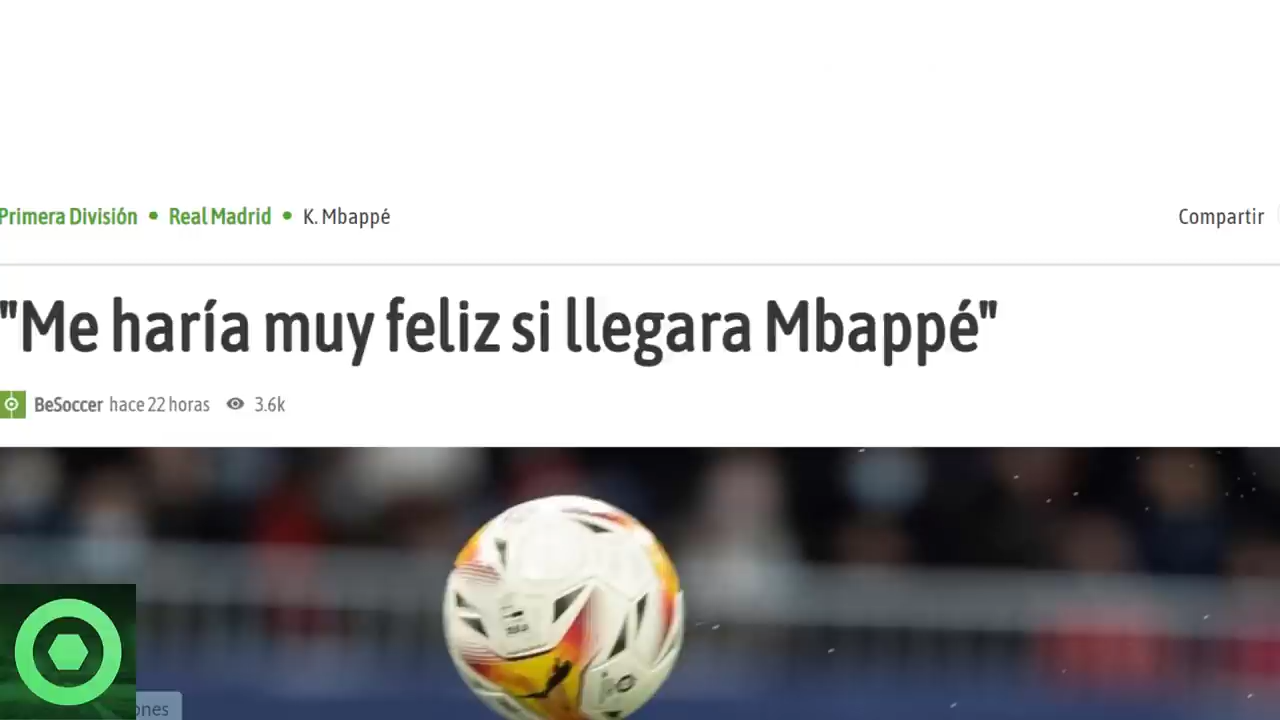 Primera División • Real Madrid • K. Mbappé
Compartir
"Me haría muy feliz si llegara Mbappé"
BeSoccer hace 22 horas 3.6k